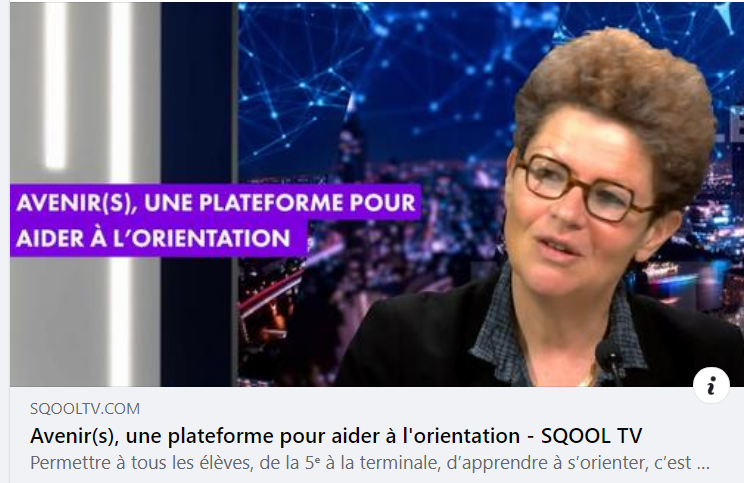 AVENIR(S), UNE PLATEFORME POUR
AIDER À L'ORIENTATION
SQOOLTV.COM
Avenir(s), une plateforme pour aider à l'orientation - SQOOL TV
Permettre à tous les élèves, de la 5ᵉ à la terminale, d'apprendre à s'orienter, c'est ...